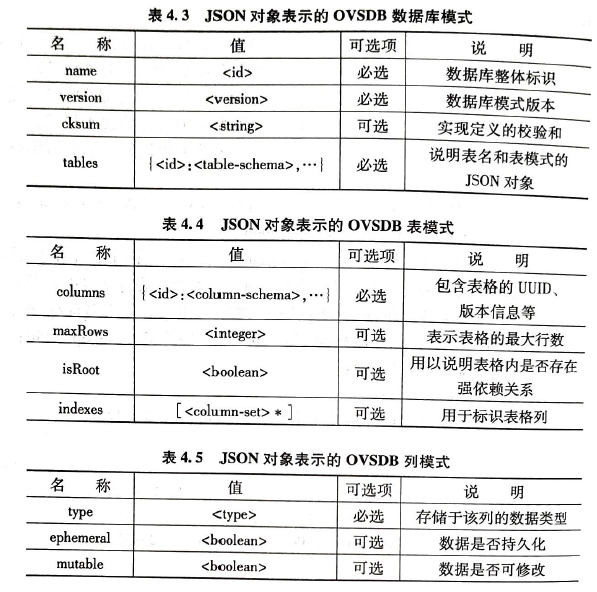 表 4.3 JSON 对象表示的 OVSDB 数据库模式
名 称 值 可选项 说 明
name <id> 必选 数据库整体标识
version <version> 必选 数据库模式版本
cksum <string> 可选 实现定义的校验和
tables {<id>:<table-schema>,…} 必选 说明表名和表模式的
JSON 对象
表 4.4 JSON 对象表示的 OVSDB 表模式
名 称 值 可选项 说 明
columns {<id>:<column-schema>,…} 必选 包含表格的 UUID、
版本信息等
maxRows <integer> 可选 表示表格的最大行数
isRoot <boolean> 可选 用以说明表格内是否存在
强依赖关系
indexes [<column-set> * ] 可选 用于标识表格列
表 4.5 JSON 对象表示的 OVSDB 列模式
名 称 值 可选项 说 明
type <type> 必选 存储于该列的数据类型
ephemeral <boolean> 可选 数据是否持久化
mutable <boolean> 可选 数据是否可修改